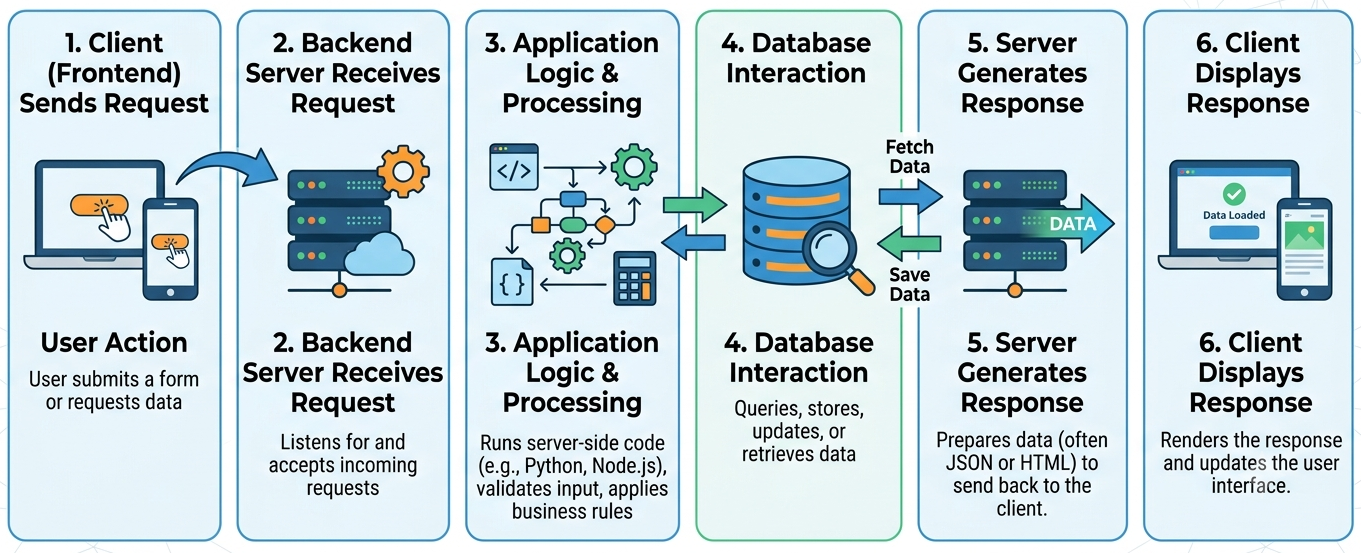 1. Client
(Frontend)
Sends Request
User Action
User submits a form
or requests data
2. Backend
Server Receives
Request
2. Backend
Server Receives
Request
Listens for and
accepts incoming
requests
3. Application
Logic &
Processing
</>
{ }
3. Application
Logic &
Processing
Runs server-side code
(e.g., Python, Node.js),
validates input, applies
business rules
4. Database
Interaction
4. Database
Interaction
Queries, stores,
updates, or
retrieves data
Fetch
Data
Save
Data
5. Server
Generates
Response
DATA
5. Server
Generates
Response
Prepares data (often
JSON or HTML) to
send back to the
client.
6. Client
Displays
Response
Data Loaded
6. Client
Displays
Response
Renders the response
and updates the user
interface.